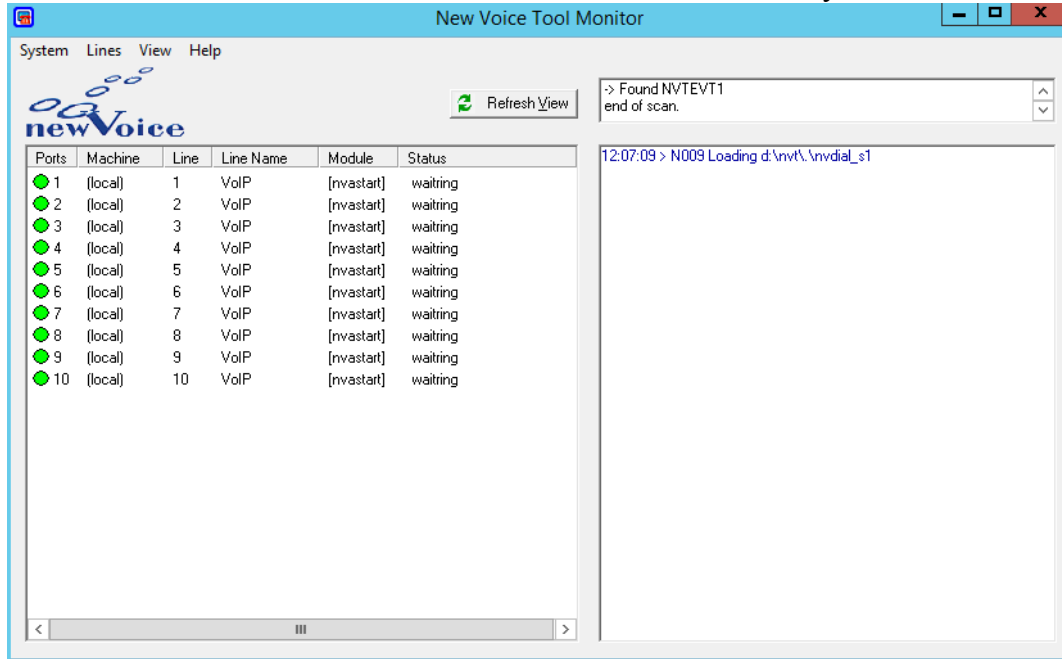 New Voice Tool Monitor
System Lines View Help
newVoice
Refresh View
-> Found NVTEVT1
end of scan.
Ports Machine Line Line Name Module Status
1 (local) 1 VoIP [nvastart] waitring
2 (local) 2 VoIP [nvastart] waitring
3 (local) 3 VoIP [nvastart] waitring
4 (local) 4 VoIP [nvastart] waitring
5 (local) 5 VoIP [nvastart] waitring
6 (local) 6 VoIP [nvastart] waitring
7 (local) 7 VoIP [nvastart] waitring
8 (local) 8 VoIP [nvastart] waitring
9 (local) 9 VoIP [nvastart] waitring
10 (local) 10 VoIP [nvastart] waitring
12:07:09 > N009 Loading d:\nvt\.\nvdial_s1